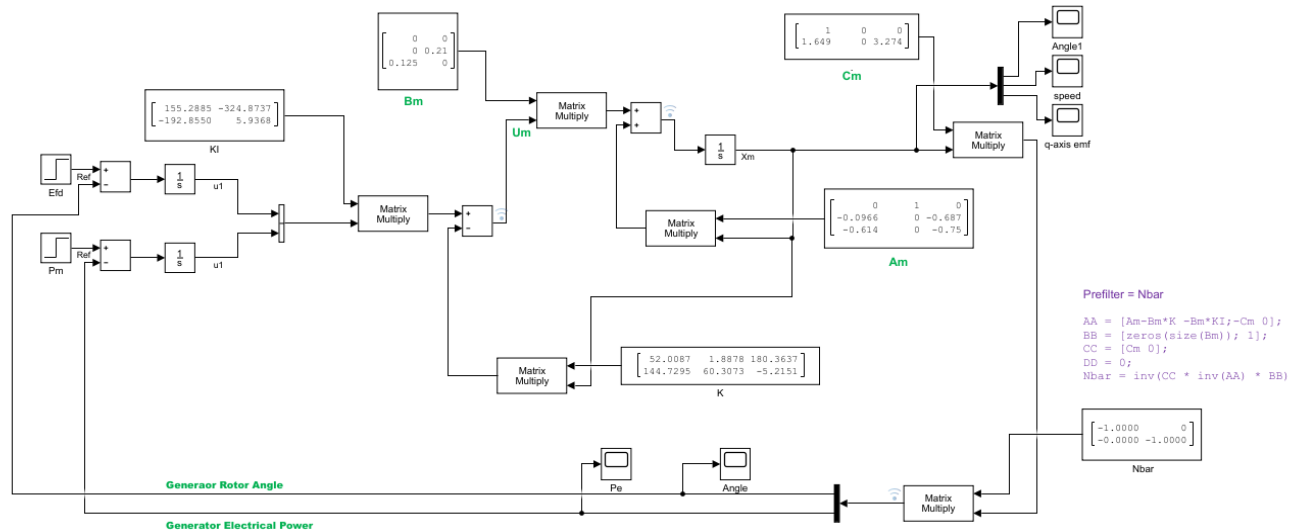 0 0
0 0.21
0.125 0
Bm
1 0 0
1.649 0 3.274
Cm
Angle1
speed
q-axis emf
155.2885 -324.8737
-192.8550 5.9368
KI
Matrix
Multiply
Um
+
+
1
s
Xm
Matrix
Multiply
Efd
Ref
+
−
1
s
u1
Matrix
Multiply
+
−
Matrix
Multiply
0 1 0
-0.0966 0 -0.687
-0.614 0 -0.75
Am
Pm
Ref
+
−
1
s
u1
Prefilter = Nbar
AA = [Am-Bm*K -Bm*KI;-Cm 0];
BB = [zeros(size(Bm)); 1];
CC = [Cm 0];
DD = 0;
Nbar = inv(CC * inv(AA) * BB)
Matrix
Multiply
52.0087 1.8878 180.3637
144.7295 60.3073 -5.2151
K
-1.0000 0
-0.0000 -1.0000
Nbar
Pe
Angle
Matrix
Multiply
Generaor Rotor Angle
Generator Electrical Power